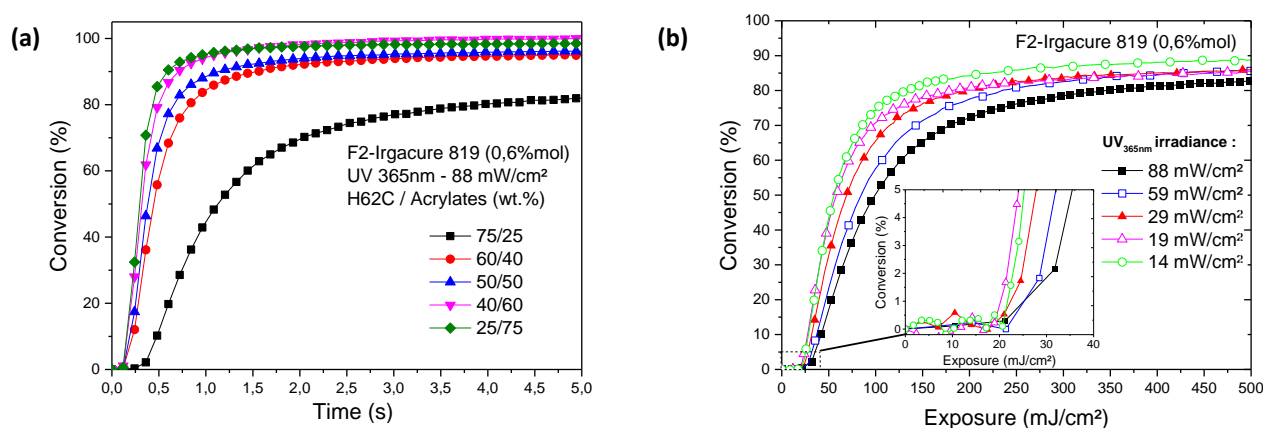 (a)
Conversion (%)
100
80
60
40
20
0
F2-Irgacure 819 (0,6%mol)
UV 365nm - 88 mW/cm²
H62C / Acrylates (wt.%)
75/25
60/40
50/50
40/60
25/75
0,0 0,5 1,0 1,5 2,0 2,5 3,0 3,5 4,0 4,5 5,0
Time (s)
(b)
Conversion (%)
100
90
80
70
60
50
40
30
20
10
0
F2-Irgacure 819 (0,6%mol)
UV365nm irradiance :
88 mW/cm²
59 mW/cm²
29 mW/cm²
19 mW/cm²
14 mW/cm²
Conversion (%)
5
4
3
2
1
0
0 10 20 30 40
Exposure (mJ/cm²)
0 50 100 150 200 250 300 350 400 450 500
Exposure (mJ/cm²)